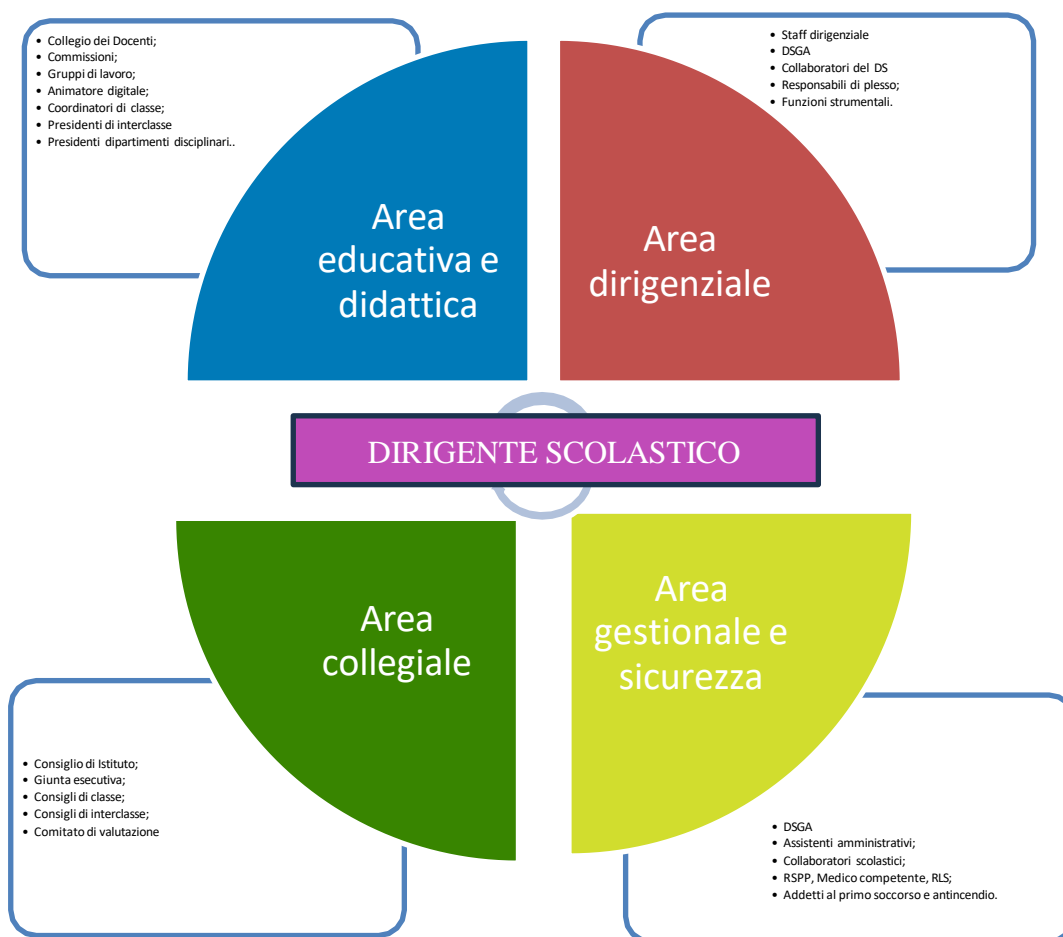 • Collegio dei Docenti;
• Commissioni;
• Gruppi di lavoro;
• Animatore digitale;
• Coordinatori di classe;
• Presidenti di interclasse
• Presidenti dipartimenti disciplinari..
• Staff dirigenziale
• DSGA
• Collaboratori del DS
• Responsabili di plesso;
• Funzioni strumentali.
Area
educativa e
didattica
Area
dirigenziale
DIRIGENTE SCOLASTICO
Area
collegiale
Area
gestionale e
sicurezza
• Consiglio di Istituto;
• Giunta esecutiva;
• Consigli di classe;
• Consigli di interclasse;
• Comitato di valutazione
• DSGA
• Assistenti amministrativi;
• Collaboratori scolastici;
• RSPP, Medico competente, RLS;
• Addetti al primo soccorso e antincendio.